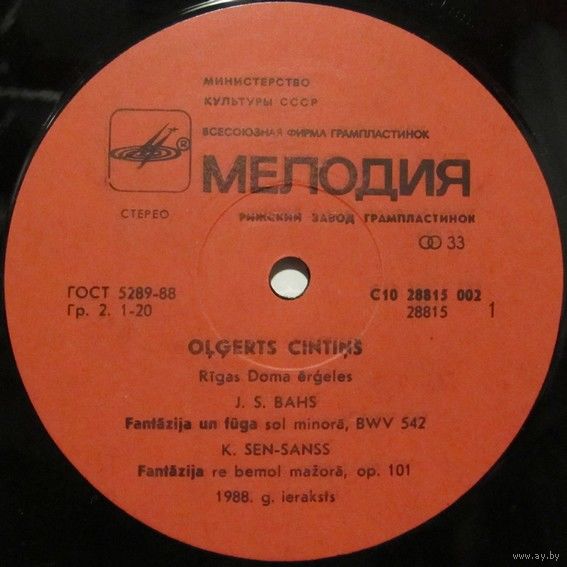 МИНИСТЕРСТВО
КУЛЬТУРЫ СССР
ВСЕСОЮЗНАЯ ФИРМА ГРАМПЛАСТИНОК
®
МЕЛОДИЯ
СТЕРЕО
РИЖСКИЙ ЗАВОД ГРАМПЛАСТИНОК
33
ГОСТ 5289-88
Гр. 2. 1-20
С10 28815 002
28815 1
OĻĢERTS CINTIŅŠ
Rīgas Doma ērģeles
J. S. BAHS
Fantāzija un fūga sol minorā, BWV 542
K. SEN-SANSS
Fantāzija re bemol mažorā, op. 101
1988. g. ieraksts
www.ay.by